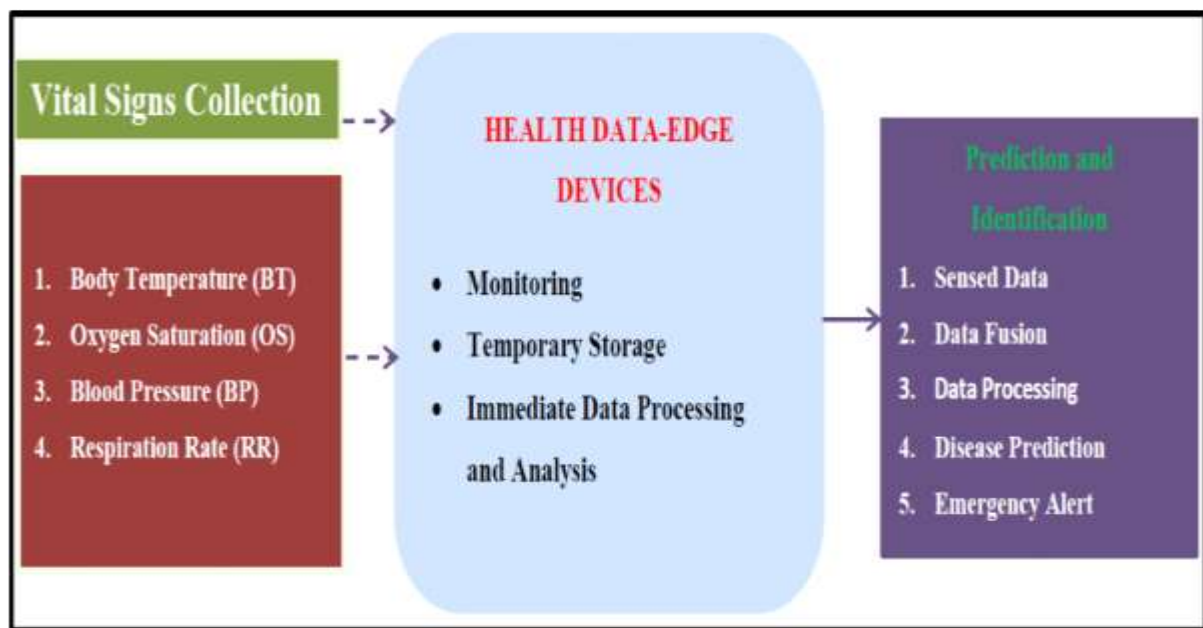 Vital Signs Collection
1. Body Temperature (BT)
2. Oxygen Saturation (OS)
3. Blood Pressure (BP)
4. Respiration Rate (RR)
HEALTH DATA-EDGE
DEVICES
• Monitoring
• Temporary Storage
• Immediate Data Processing
and Analysis
Prediction and
Identification
1. Sensed Data
2. Data Fusion
3. Data Processing
4. Disease Prediction
5. Emergency Alert